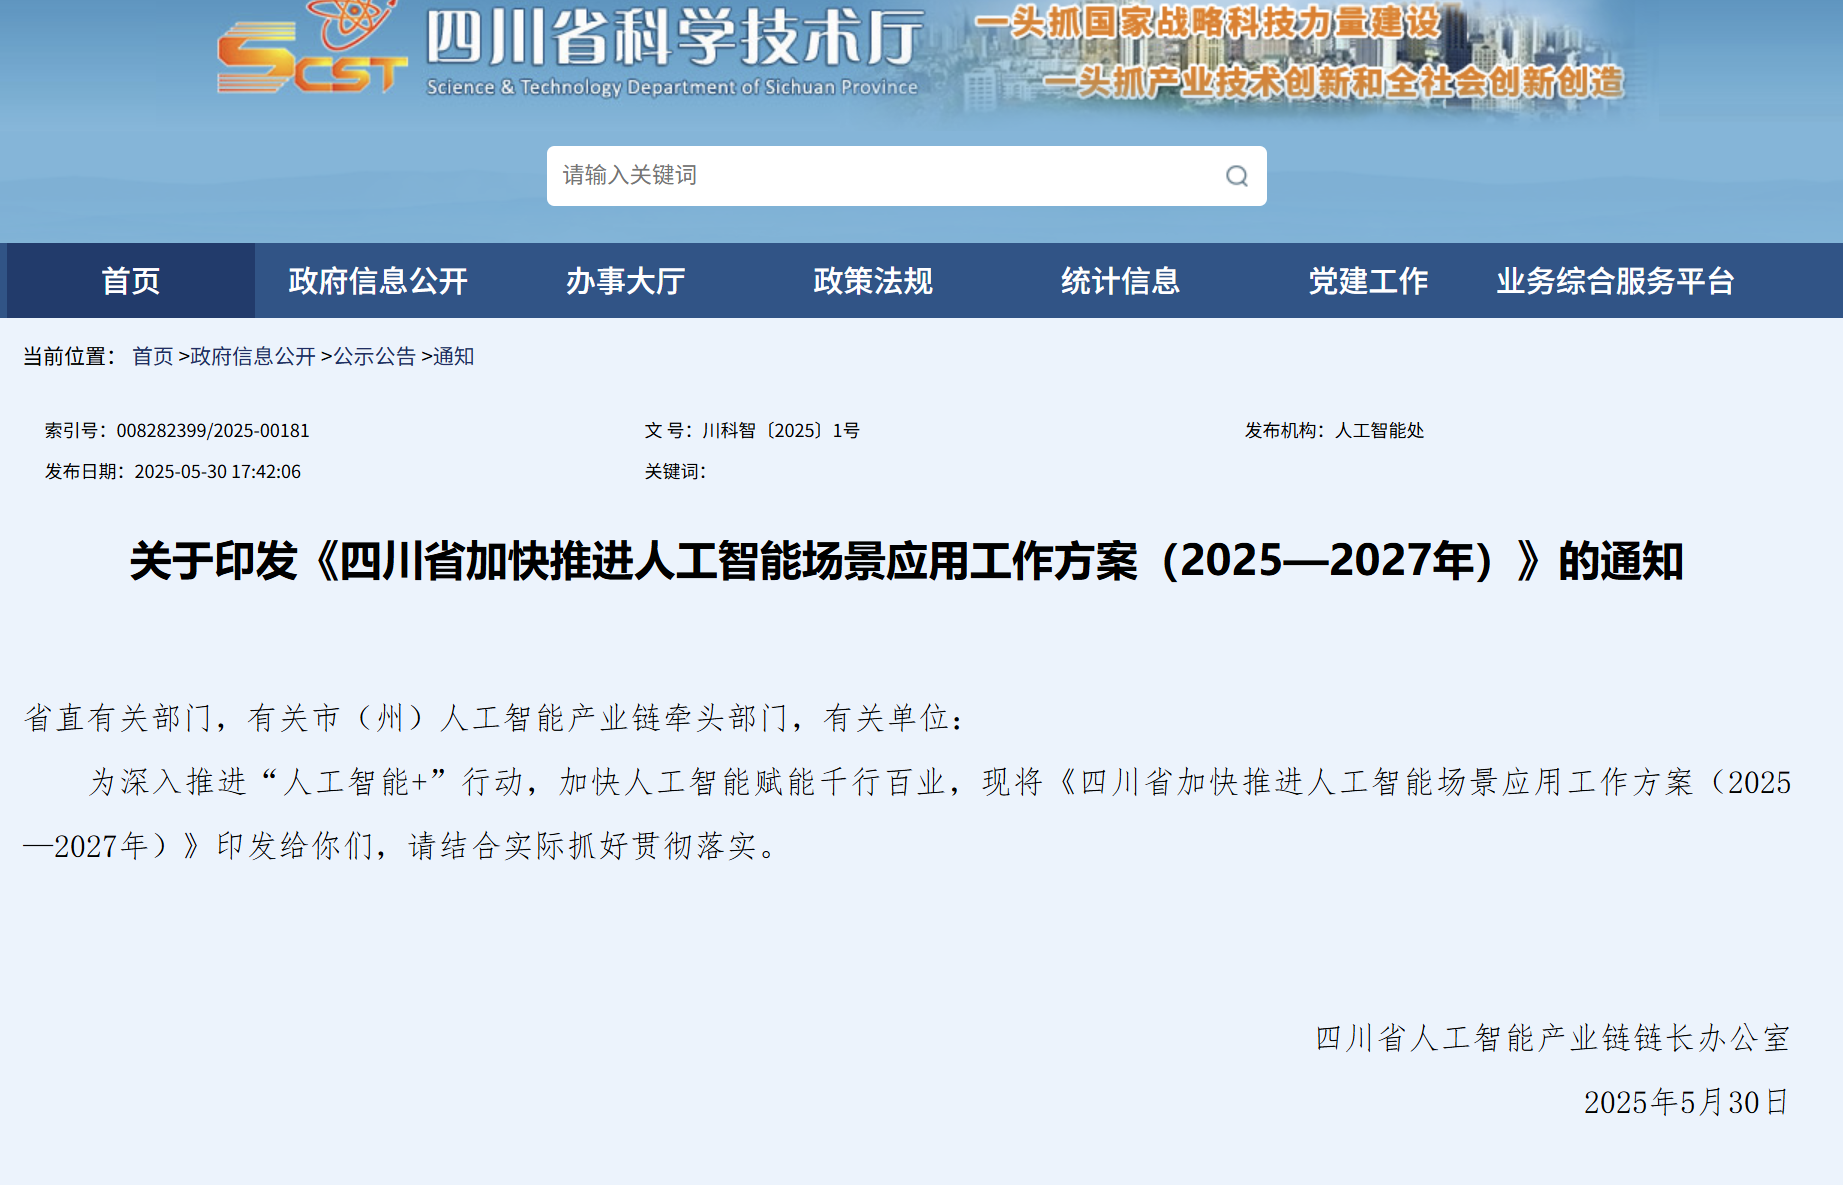 SCST
四川省科学技术厅
Science & Technology Department of Sichuan Province
一头抓国家战略科技力量建设
一头抓产业技术创新和全社会创新创造
请输入关键词
首页 政府信息公开 办事大厅 政策法规 统计信息 党建工作 业务综合服务平台
当前位置： 首页 >政府信息公开 >公示公告 >通知
索引号：008282399/2025-00181 文 号：川科智〔2025〕1号 发布机构：人工智能处
发布日期：2025-05-30 17:42:06 关键词：
关于印发《四川省加快推进人工智能场景应用工作方案（2025—2027年）》的通知
省直有关部门，有关市（州）人工智能产业链牵头部门，有关单位：
为深入推进“人工智能+”行动，加快人工智能赋能千行百业，现将《四川省加快推进人工智能场景应用工作方案（2025
—2027年）》印发给你们，请结合实际抓好贯彻落实。
四川省人工智能产业链链长办公室
2025年5月30日